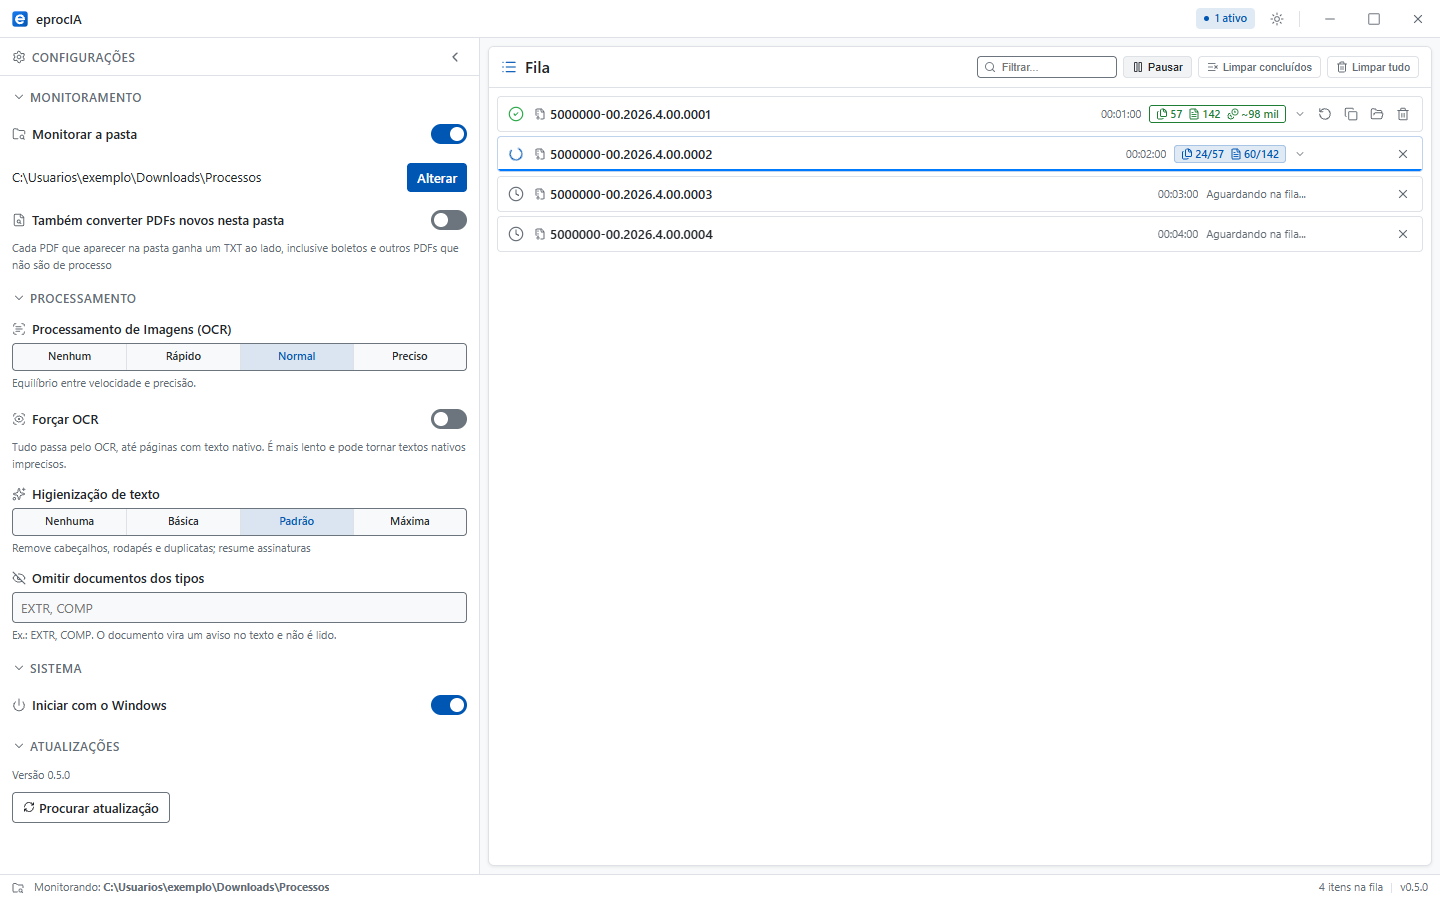 eprocIA
1 ativo
CONFIGURAÇÕES
MONITORAMENTO
Monitorar a pasta
C:\Usuarios\exemplo\Downloads\Processos
Alterar
Também converter PDFs novos nesta pasta
Cada PDF que aparecer na pasta ganha um TXT ao lado, inclusive boletos e outros PDFs que
não são de processo
PROCESSAMENTO
Processamento de Imagens (OCR)
Nenhum Rápido Normal Preciso
Equilíbrio entre velocidade e precisão.
Forçar OCR
Tudo passa pelo OCR, até páginas com texto nativo. É mais lento e pode tornar textos nativos
imprecisos.
Higienização de texto
Nenhuma Básica Padrão Máxima
Remove cabeçalhos, rodapés e duplicatas; resume assinaturas
Omitir documentos dos tipos
EXTR, COMP
Ex.: EXTR, COMP. O documento vira um aviso no texto e não é lido.
SISTEMA
Iniciar com o Windows
ATUALIZAÇÕES
Versão 0.5.0
Procurar atualização
Fila
Filtrar...
Pausar
Limpar concluídos
Limpar tudo
5000000-00.2026.4.00.0001 00:01:00 57 142 ~98 mil
5000000-00.2026.4.00.0002 00:02:00 24/57 60/142
5000000-00.2026.4.00.0003 00:03:00 Aguardando na fila...
5000000-00.2026.4.00.0004 00:04:00 Aguardando na fila...
Monitorando: C:\Usuarios\exemplo\Downloads\Processos
4 itens na fila
v0.5.0